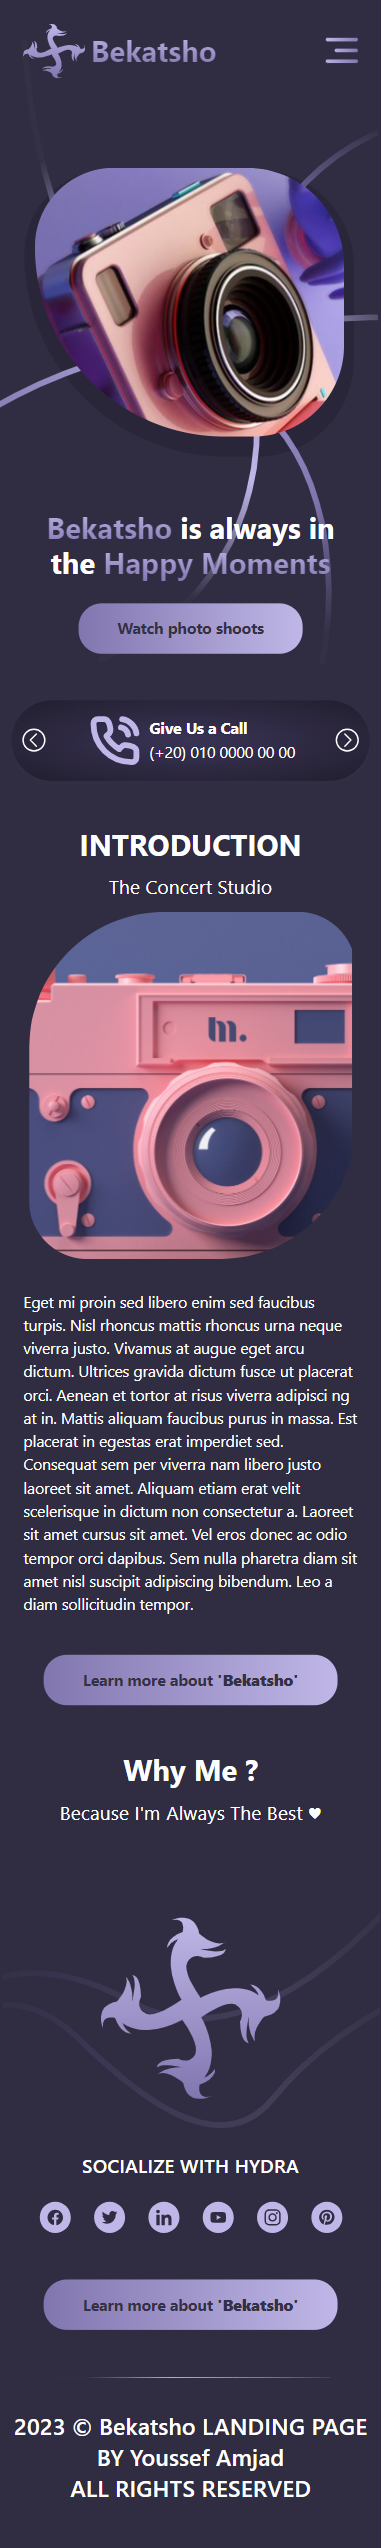 Bekatsho
Bekatsho is always in
the Happy Moments
Watch photo shoots
Give Us a Call
(+20) 010 0000 00 00
INTRODUCTION
The Concert Studio
m.
Eget mi proin sed libero enim sed faucibus
turpis. Nisl rhoncus mattis rhoncus urna neque
viverra justo. Vivamus at augue eget arcu
dictum. Ultrices gravida dictum fusce ut placerat
orci. Aenean et tortor at risus viverra adipisci ng
at in. Mattis aliquam faucibus purus in massa. Est
placerat in egestas erat imperdiet sed.
Consequat sem per viverra nam libero justo
laoreet sit amet. Aliquam etiam erat velit
scelerisque in dictum non consectetur a. Laoreet
sit amet cursus sit amet. Vel eros donec ac odio
tempor orci dapibus. Sem nulla pharetra diam sit
amet nisl suscipit adipiscing bibendum. Leo a
diam sollicitudin tempor.
Learn more about 'Bekatsho'
Why Me ?
Because I'm Always The Best ♥
SOCIALIZE WITH HYDRA
Learn more about 'Bekatsho'
2023 © Bekatsho LANDING PAGE
BY Youssef Amjad
ALL RIGHTS RESERVED